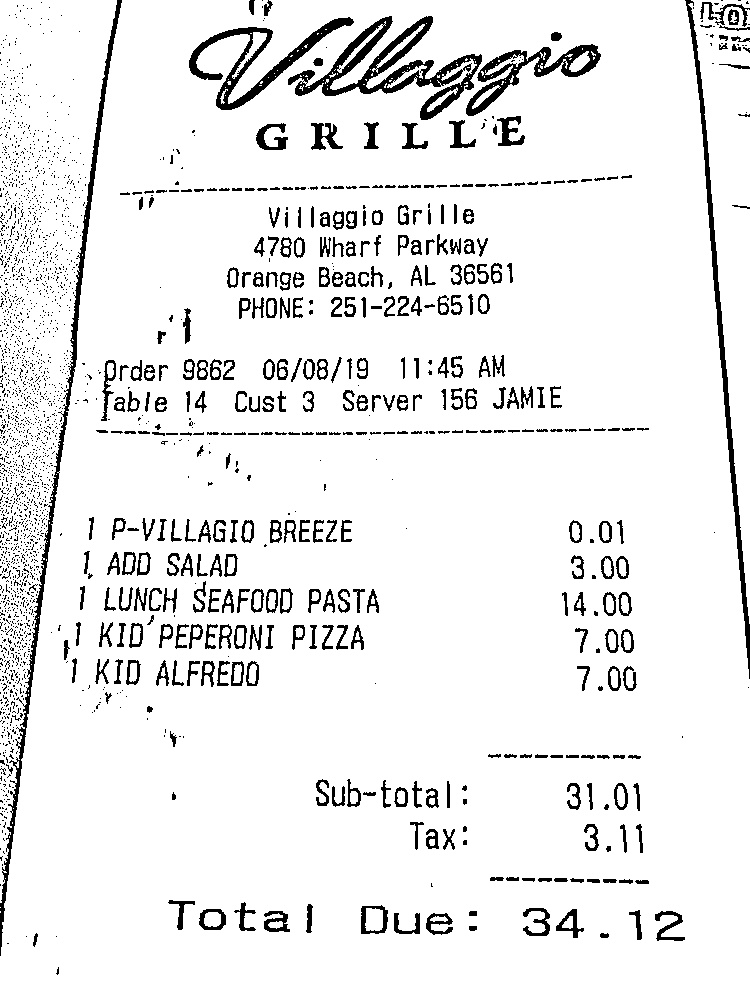 Villaggio
GRILLE
Villaggio Grille
4780 Wharf Parkway
Orange Beach, AL 36561
PHONE: 251-224-6510
Order 9862 06/08/19 11:45 AM
Table 14 Cust 3 Server 156 JAMIE
1 P-VILLAGIO BREEZE 0.01
1 ADD SALAD 3.00
1 LUNCH SEAFOOD PASTA 14.00
1 KID PEPERONI PIZZA 7.00
1 KID ALFREDO 7.00
Sub-total: 31.01
Tax: 3.11
Total Due: 34.12